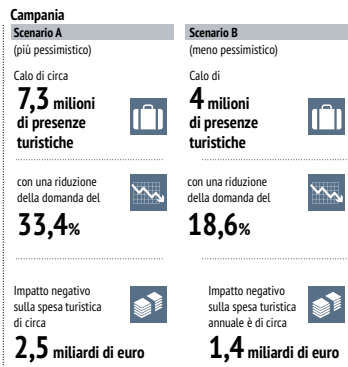 Campania
Scenario A
(più pessimistico)
Calo di circa
7,3 milioni
di presenze
turistiche
con una riduzione
della domanda del
33,4%
Impatto negativo
sulla spesa turistica
di circa
2,5 miliardi di euro
Scenario B
(meno pessimistico)
Calo di
4 milioni
di presenze
turistiche
con una riduzione
della domanda del
18,6%
Impatto negativo
sulla spesa turistica
annuale è di circa
1,4 miliardi di euro